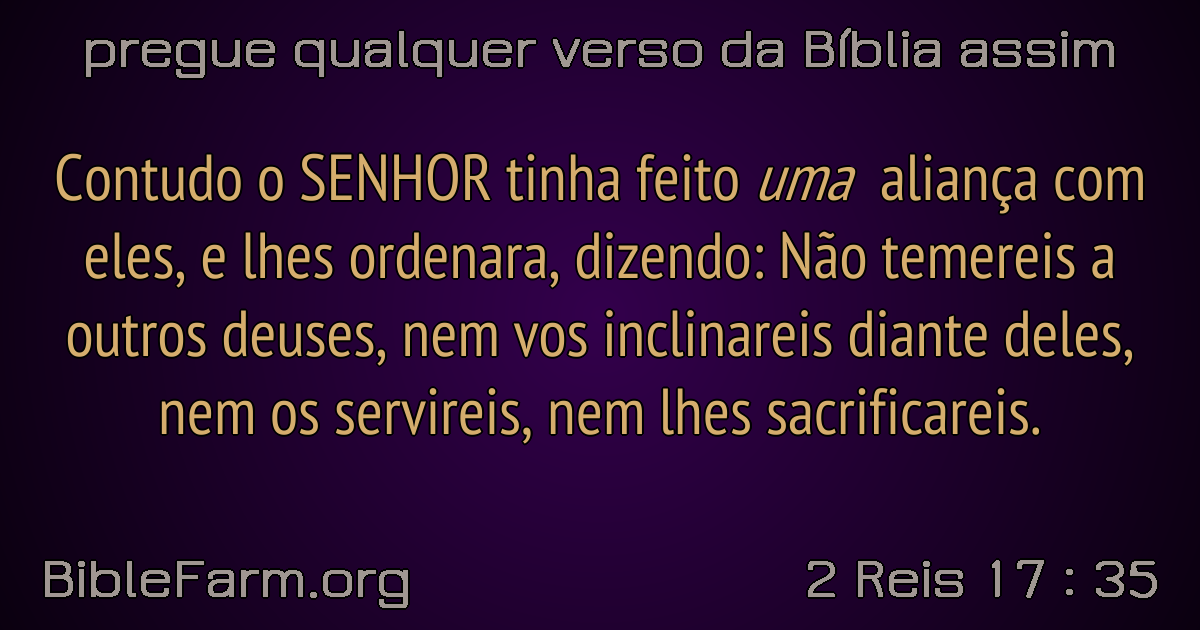 pregue qualquer verso da Bíblia assim
Contudo o SENHOR tinha feito uma aliança com
eles, e lhes ordenara, dizendo: Não temereis a
outros deuses, nem vos inclinareis diante deles,
nem os servireis, nem lhes sacrificareis.
BibleFarm.org
2 Reis 17 : 35